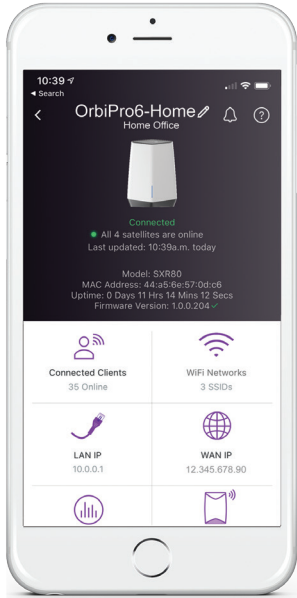 10:39
◀ Search
OrbiPro6-Home
Home Office
Connected
All 4 satellites are online
Last updated: 10:39a.m. today
Model: SXR80
MAC Address: 44:a5:6e:57:0d:c6
Uptime: 0 Days 11 Hrs 14 Mins 12 Secs
Firmware Version: 1.0.0.204 ✓
Connected Clients
35 Online
WiFi Networks
3 SSIDs
LAN IP
10.0.0.1
WAN IP
12.345.678.90